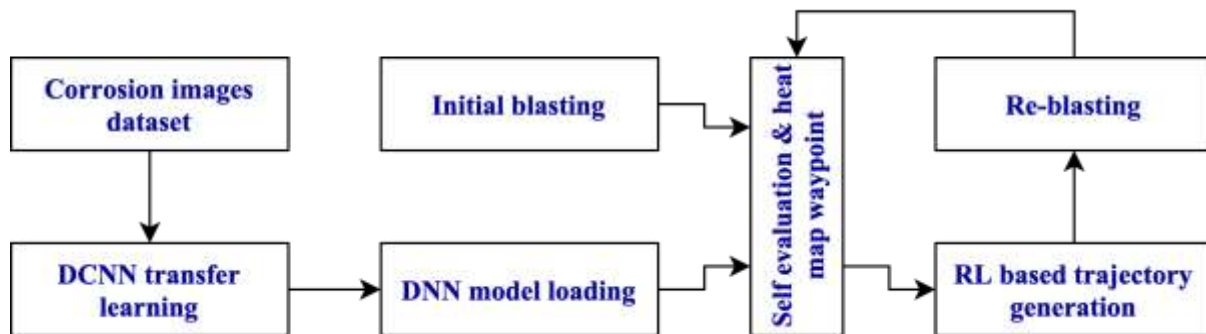 Corrosion images
dataset
Initial blasting
Self evaluation & heat
map waypoint
Re-blasting
DCNN transfer
learning
DNN model loading
RL based trajectory
generation